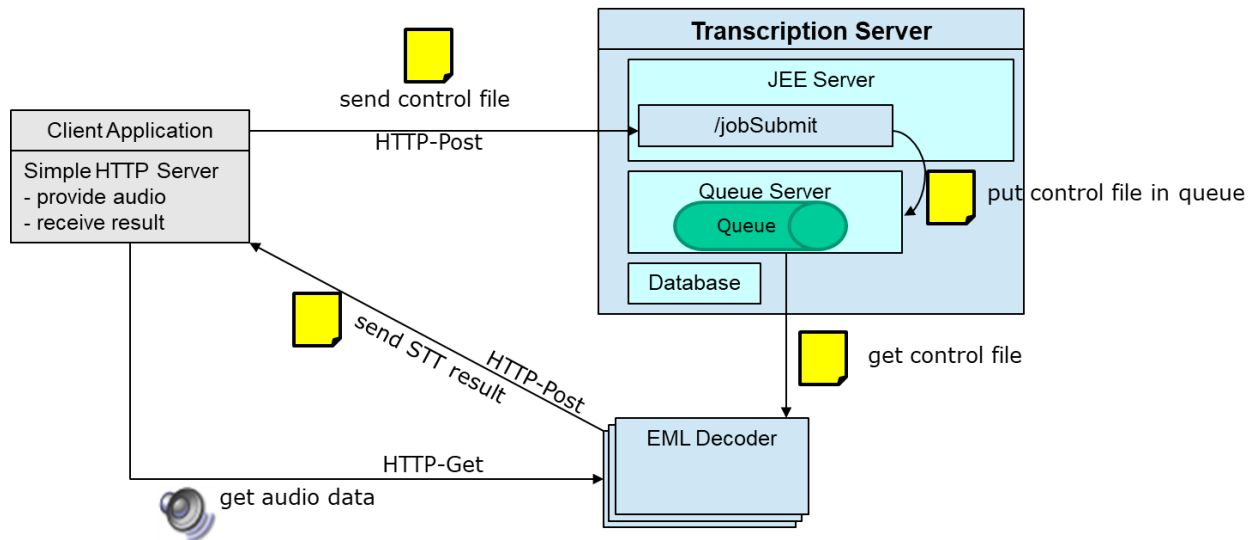 Transcription Server
JEE Server
/jobSubmit
send control file
HTTP-Post
Client Application
Simple HTTP Server
- provide audio
- receive result
Queue Server
Queue
put control file in queue
Database
send STT result
HTTP-Post
get control file
EML Decoder
HTTP-Get
get audio data